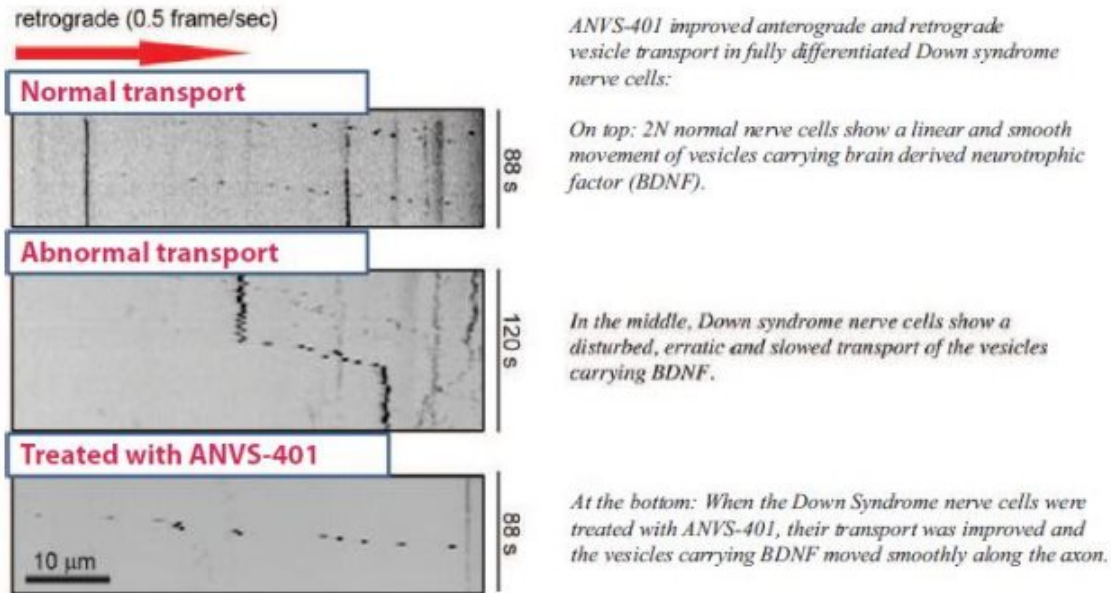 retrograde (0.5 frame/sec)
Normal transport
88 s
Abnormal transport
120 s
Treated with ANVS-401
88 s
10 μm
ANVS-401 improved anterograde and retrograde
vesicle transport in fully differentiated Down syndrome
nerve cells:
On top: 2N normal nerve cells show a linear and smooth
movement of vesicles carrying brain derived neurotrophic
factor (BDNF).
In the middle, Down syndrome nerve cells show a
disturbed, erratic and slowed transport of the vesicles
carrying BDNF.
At the bottom: When the Down Syndrome nerve cells were
treated with ANVS-401, their transport was improved and
the vesicles carrying BDNF moved smoothly along the axon.